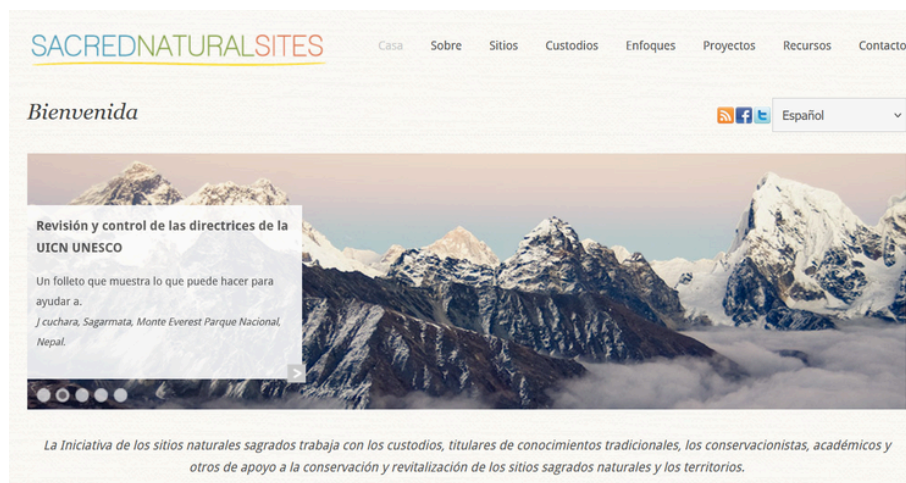 SACREDNATURALSITES
Casa Sobre Sitios Custodios Enfoques Proyectos Recursos Contacto
Bienvenida
Español
Revisión y control de las directrices de la
UICN UNESCO
Un folleto que muestra lo que puede hacer para
ayudar a.
J cuchara, Sagarmata, Monte Everest Parque Nacional,
Nepal.
>
La Iniciativa de los sitios naturales sagrados trabaja con los custodios, titulares de conocimientos tradicionales, los conservacionistas, académicos y
otros de apoyo a la conservación y revitalización de los sitios sagrados naturales y los territorios.